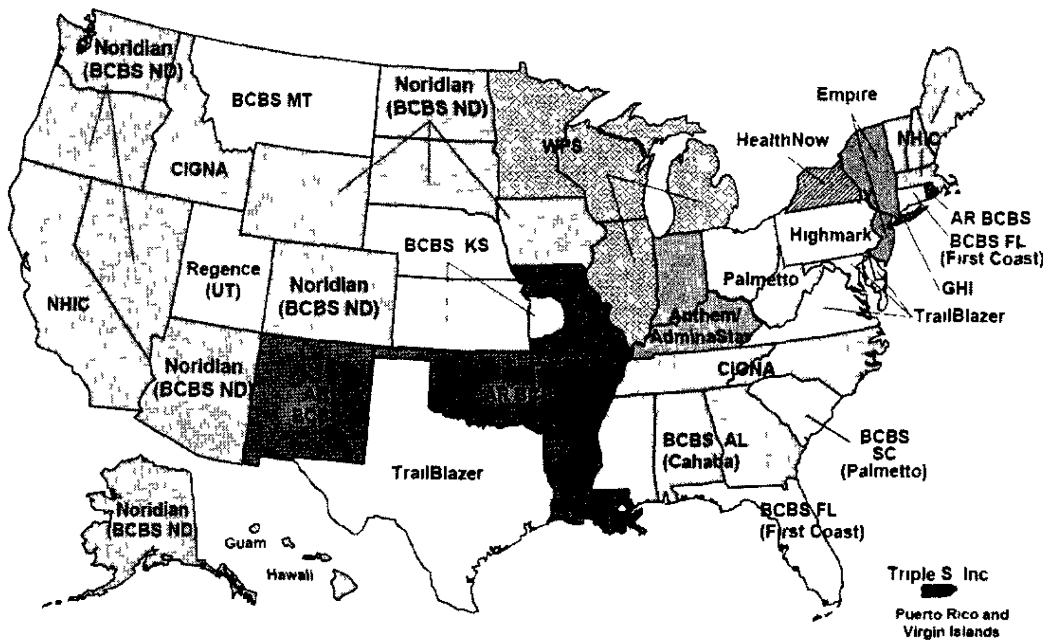 Noridian
(BCBS ND)
BCBS MT
Noridian
(BCBS ND)
Empire
HealthNow
NHIC
WPS
CIGNA
AR BCBS
BCBS FL
(First Coast)
Highmark
BCBS KS
Regence
(UT)
Noridian
(BCBS ND)
Palmetto
GHI
NHIC
TrailBlazer
Anthem/
AdminaStar
Noridian
(BCBS ND)
CIGNA
BCBS AL
(Cahaba)
BCBS
SC
(Palmetto)
TrailBlazer
Noridian
(BCBS ND)
BCBS FL
(First Coast)
Guam
Hawaii
Triple S Inc
Puerto Rico and
Virgin Islands